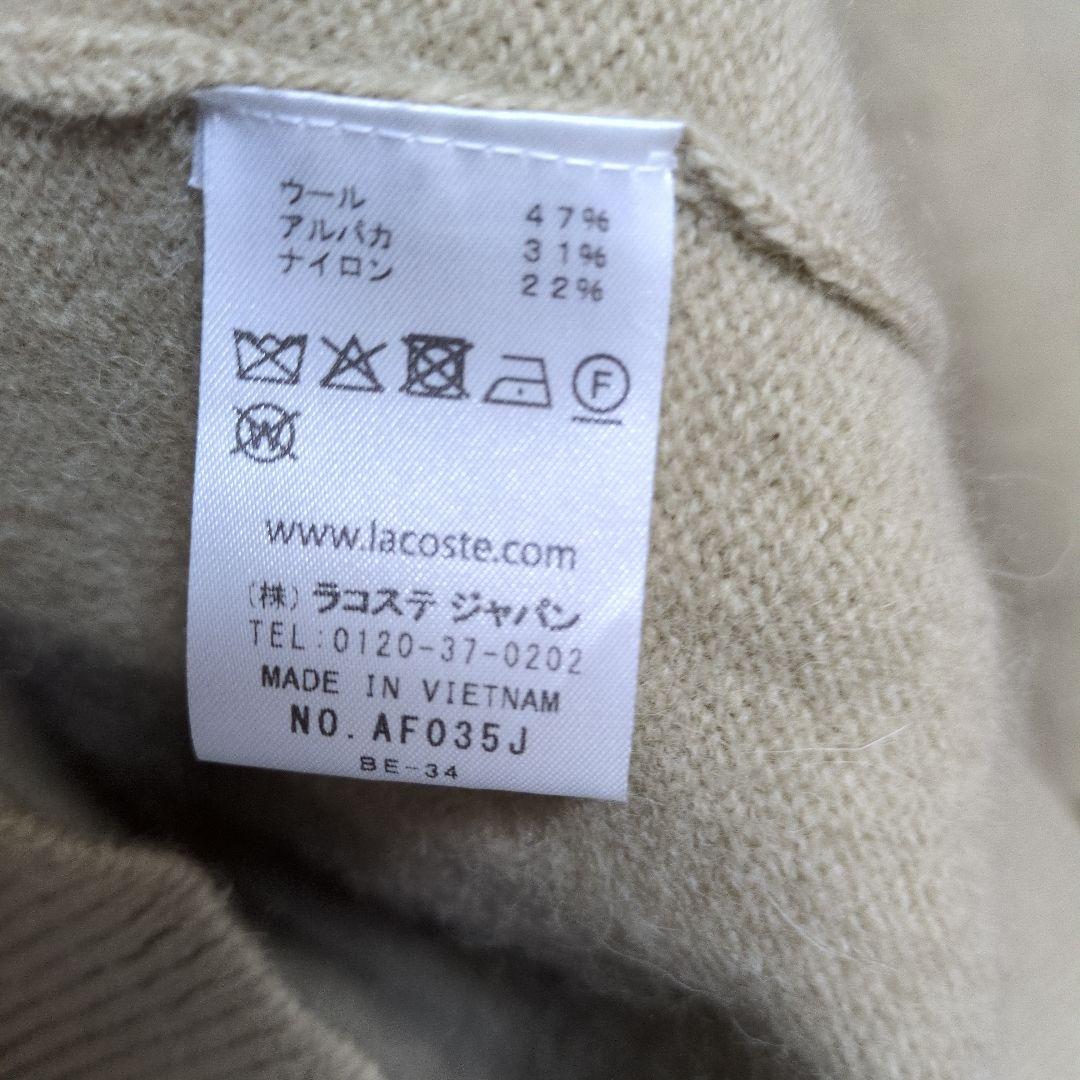 ウール 47%
アルパカ 31%
ナイロン 22%
F
W
www.lacoste.com
(株) ラコステ ジャパン
TEL:0120-37-0202
MADE IN VIETNAM
NO. AF035J
BE-34